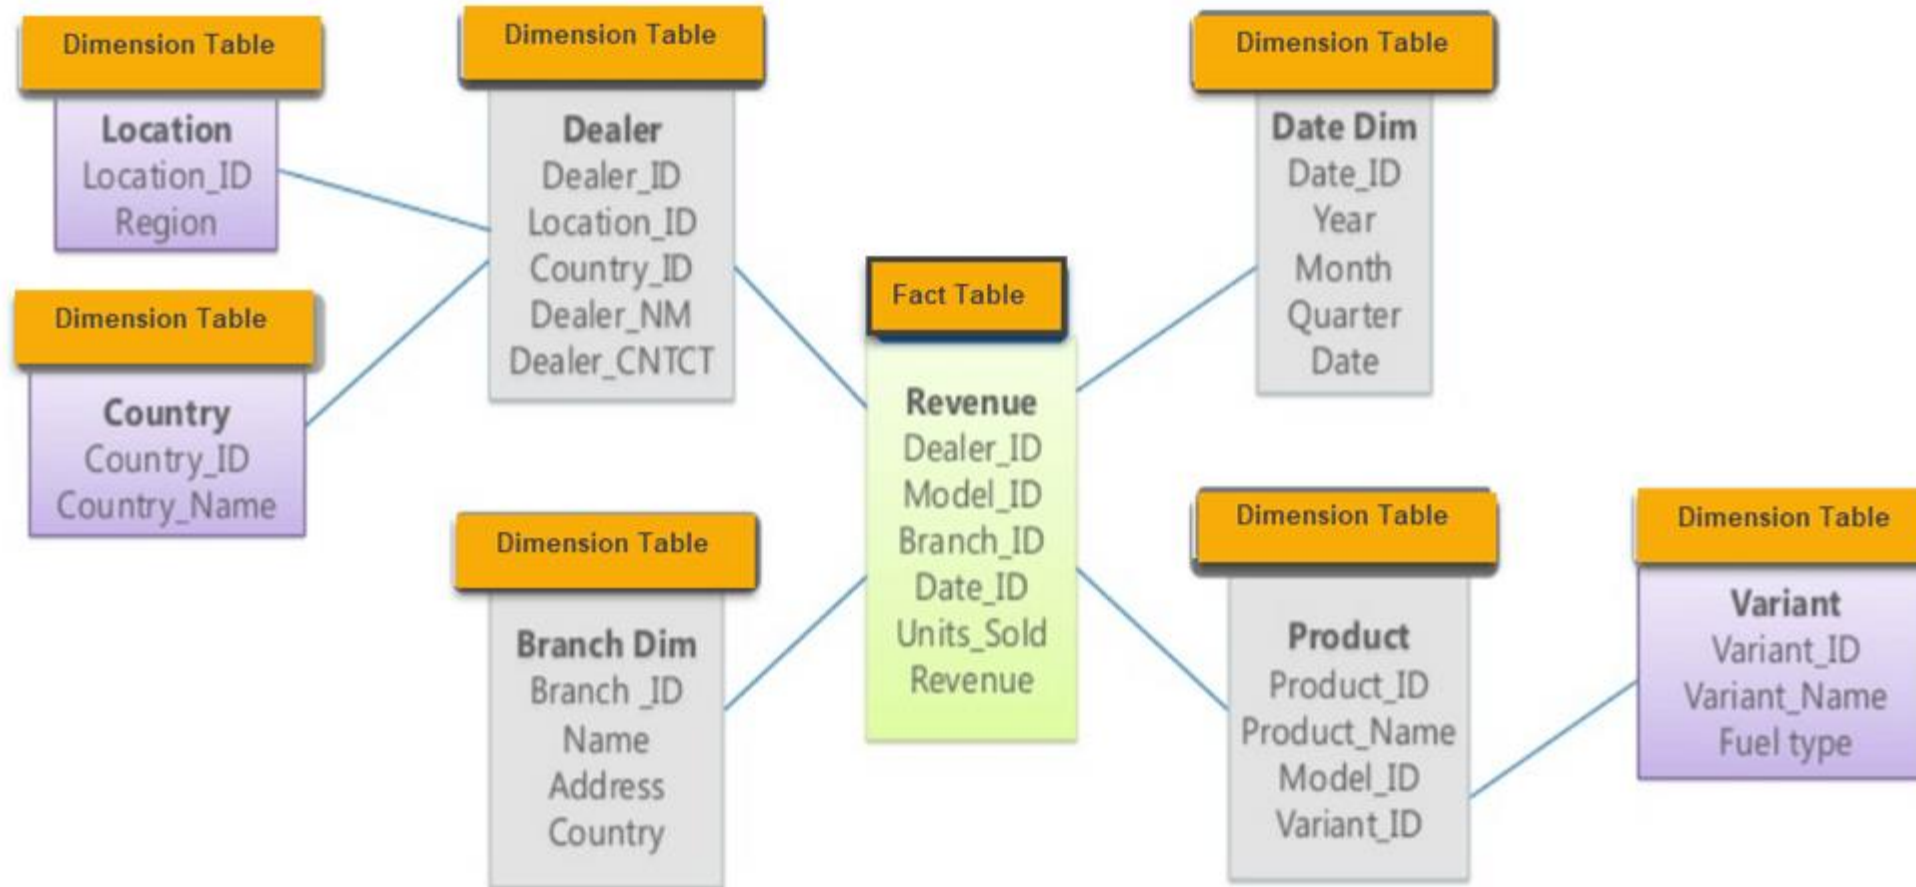 Dimension Table
Location
Location_ID
Region
Dimension Table
Dealer
Dealer_ID
Location_ID
Country_ID
Dealer_NM
Dealer_CNTCT
Dimension Table
Date Dim
Date_ID
Year
Month
Quarter
Date
Dimension Table
Country
Country_ID
Country_Name
Fact Table
Revenue
Dealer_ID
Model_ID
Branch_ID
Date_ID
Units_Sold
Revenue
Dimension Table
Branch Dim
Branch _ID
Name
Address
Country
Dimension Table
Product
Product_ID
Product_Name
Model_ID
Variant_ID
Dimension Table
Variant
Variant_ID
Variant_Name
Fuel type